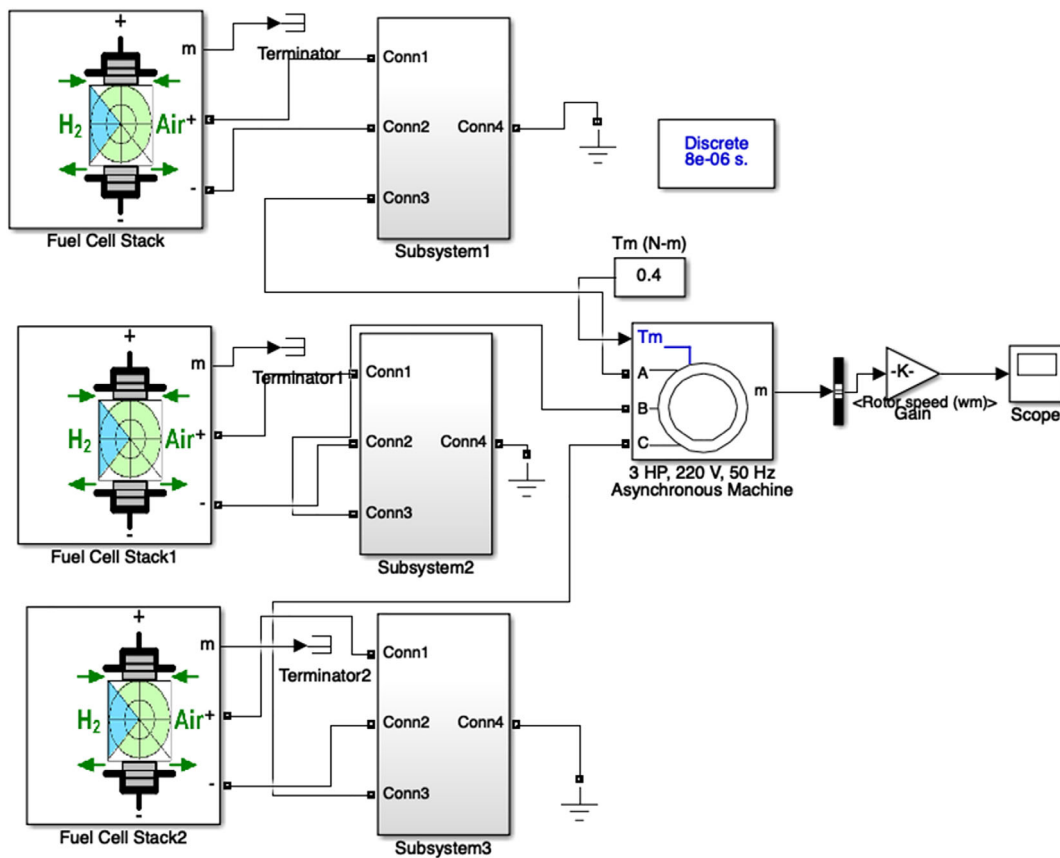 +
m
Terminator
H2
Air
+
-
-
Fuel Cell Stack
Conn1
Conn2
Conn4
Conn3
Subsystem1
Discrete
8e-06 s.
Tm (N-m)
0.4
+
m
Terminator1
H2
Air
+
-
-
Fuel Cell Stack1
Conn1
Conn2
Conn4
Conn3
Subsystem2
Tm
A
B
C
m
3 HP, 220 V, 50 Hz
Asynchronous Machine
<Rotor speed (wm)>
-K-
Gain
Scope
+
m
Terminator2
H2
Air
+
-
-
Fuel Cell Stack2
Conn1
Conn2
Conn4
Conn3
Subsystem3